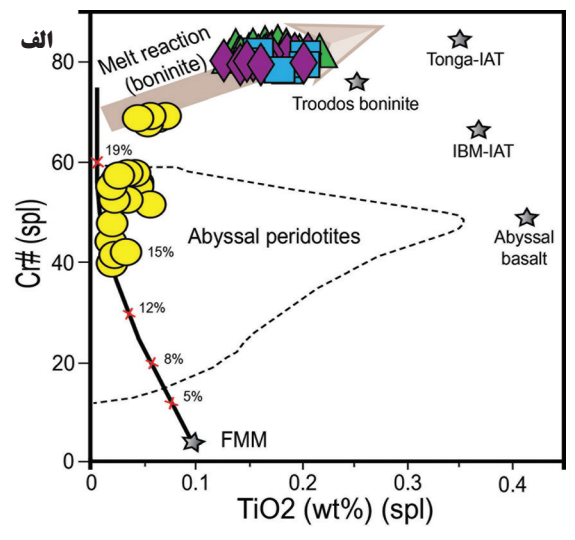 الف
80
60
40
20
0
Cr# (spl)
Melt reaction
(boninite)
Tonga-IAT
Troodos boninite
IBM-IAT
19%
Abyssal peridotites
Abyssal
basalt
15%
12%
8%
5%
FMM
0
0.1
0.2
0.3
0.4
TiO2 (wt%) (spl)